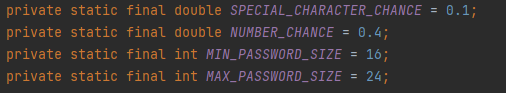 private static final double SPECIAL_CHARACTER_CHANCE = 0.1;
private static final double NUMBER_CHANCE = 0.4;
private static final int MIN_PASSWORD_SIZE = 16;
private static final int MAX_PASSWORD_SIZE = 24;